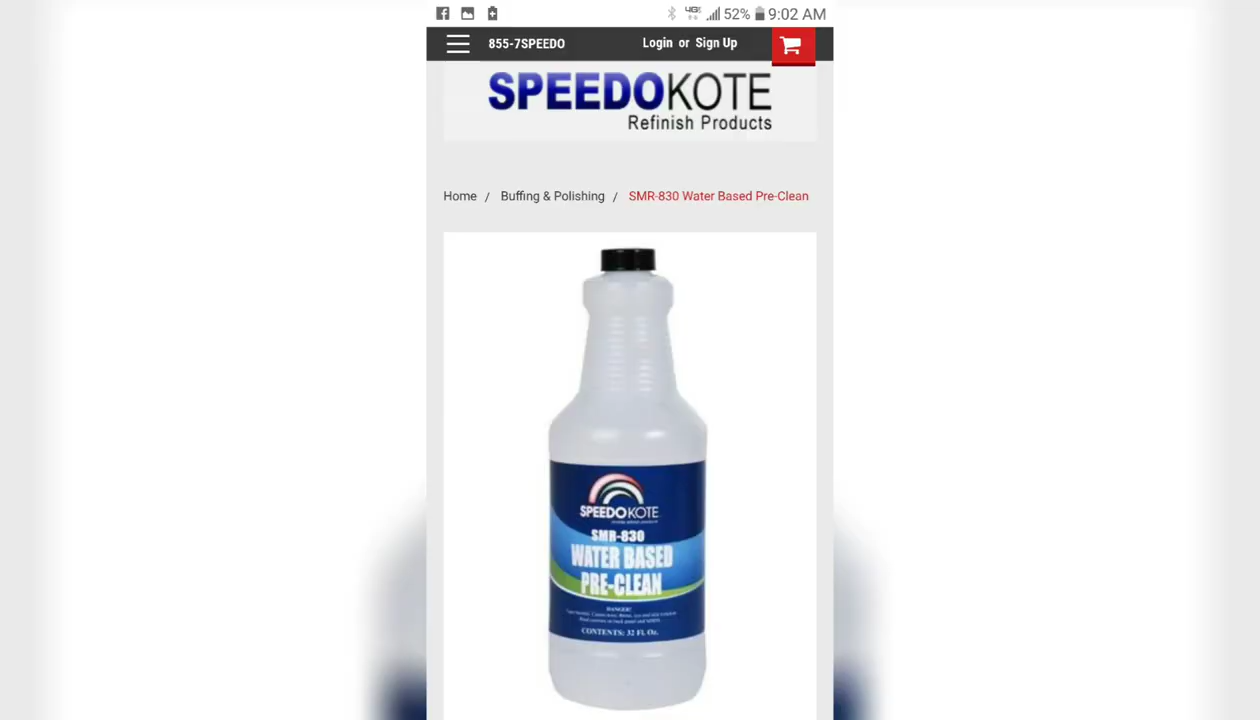 4G 52% 9:02 AM
855-7SPEEDO Login or Sign Up
SPEEDOKOTE
Refinish Products
Home / Buffing & Polishing / SMR-830 Water Based Pre-Clean
SPEEDOKOTE
SMR-830
WATER BASED
PRE-CLEAN
DANGER!
CONTENTS: 32 Fl. Oz.